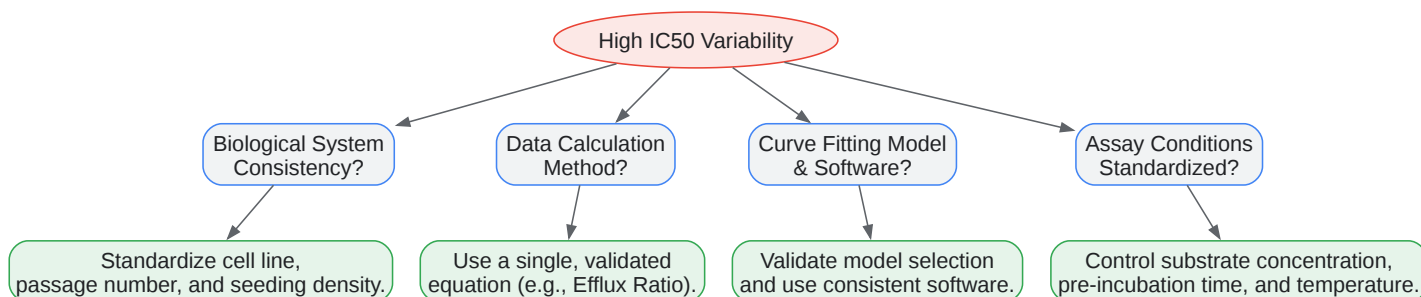 High IC50 Variability
Biological System
Consistency?
Data Calculation
Method?
Curve Fitting Model
& Software?
Assay Conditions
Standardized?
Standardize cell line,
passage number, and seeding density.
Use a single, validated
equation (e.g., Efflux Ratio).
Validate model selection
and use consistent software.
Control substrate concentration,
pre-incubation time, and temperature.